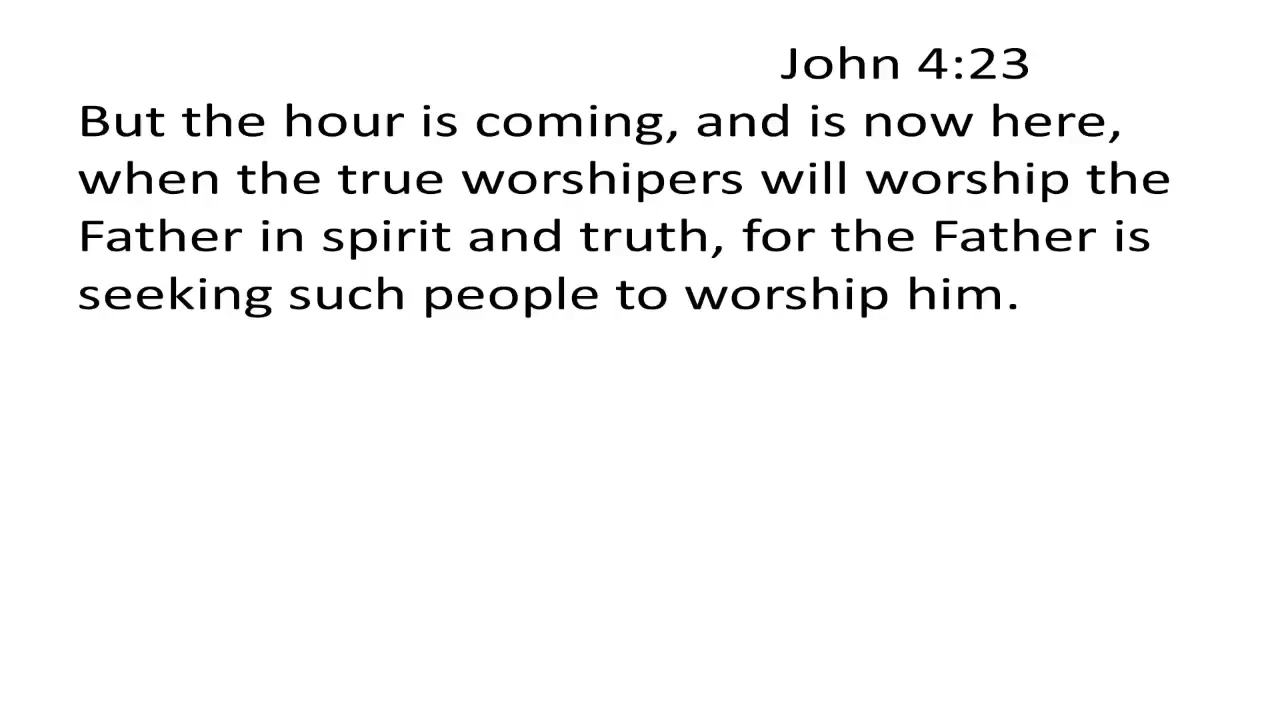 John 4:23
But the hour is coming, and is now here,
when the true worshipers will worship the
Father in spirit and truth, for the Father is
seeking such people to worship him.